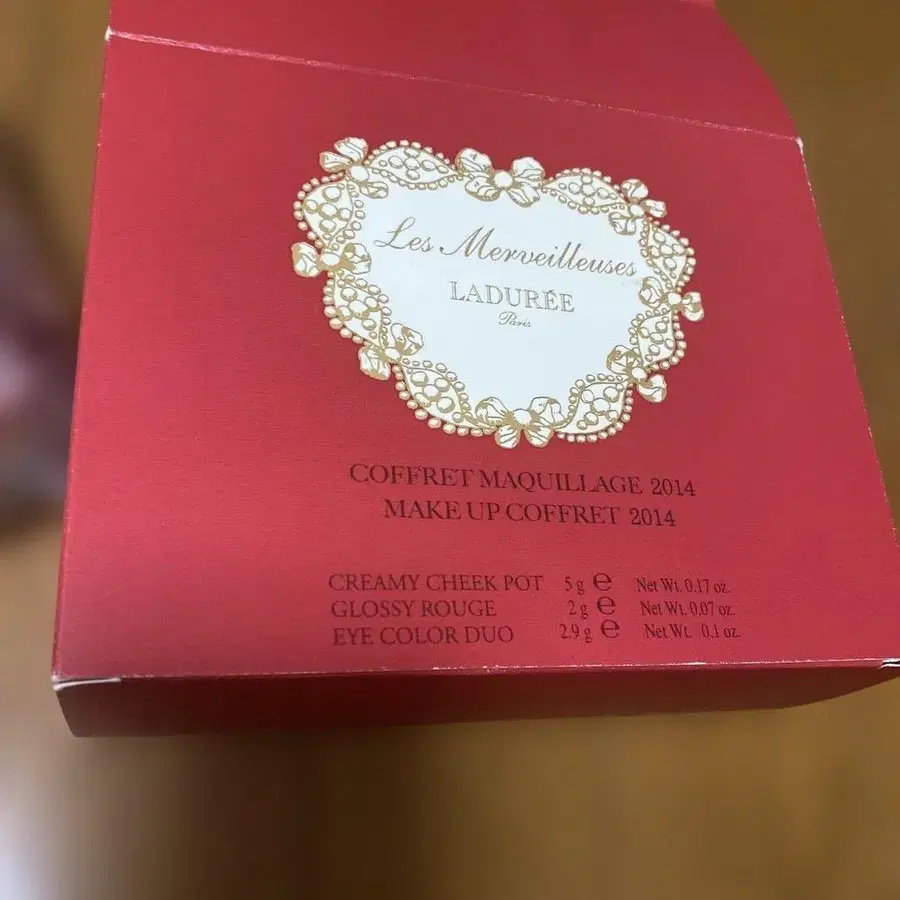 Les Merveilleuses
LADURÉE
Paris
COFFRET MAQUILLAGE 2014
MAKE UP COFFRET 2014
CREAMY CHEEK POT 5 g ℮ Net Wt. 0.17 oz.
GLOSSY ROUGE 2 g ℮ Net Wt. 0.07 oz.
EYE COLOR DUO 2.9 g ℮ Net Wt. 0.1 oz.